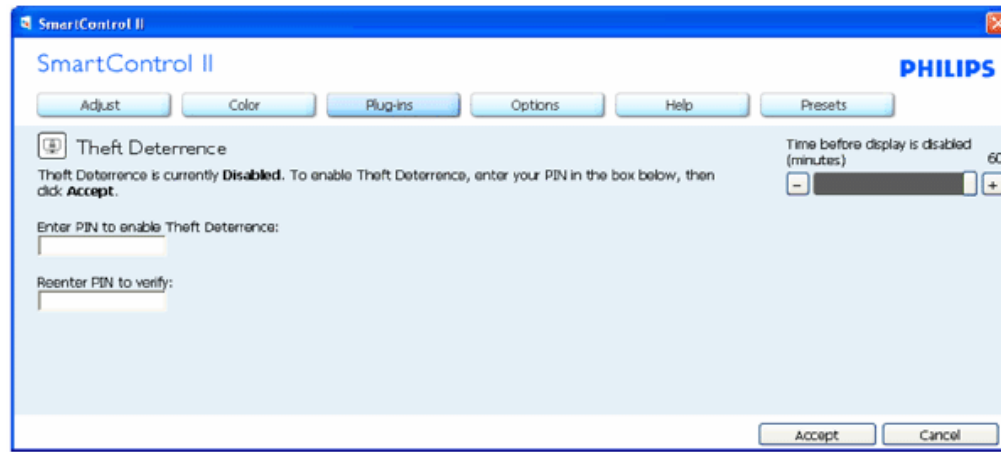 SmartControl II
SmartControl II
PHILIPS
Adjust Color Plug-ins Options Help Presets
Theft Deterrence
Theft Deterrence is currently Disabled. To enable Theft Deterrence, enter your PIN in the box below, then
click Accept.
Enter PIN to enable Theft Deterrence:
Reenter PIN to verify:
Time before display is disabled
(minutes) 60
- +
Accept Cancel